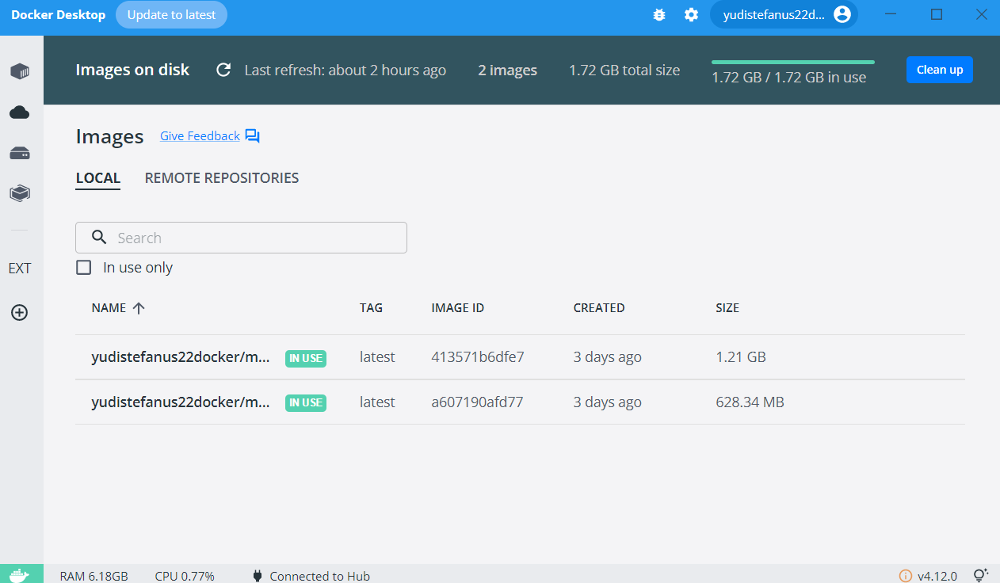 Docker Desktop Update to latest yudistefanus22d...
Images on disk Last refresh: about 2 hours ago 2 images 1.72 GB total size 1.72 GB / 1.72 GB in use Clean up
Images Give Feedback
LOCAL REMOTE REPOSITORIES
Search
In use only
EXT
NAME TAG IMAGE ID CREATED SIZE
yudistefanus22docker/m... IN USE latest 413571b6dfe7 3 days ago 1.21 GB
yudistefanus22docker/m... IN USE latest a607190afd77 3 days ago 628.34 MB
RAM 6.18GB CPU 0.77% Connected to Hub v4.12.0